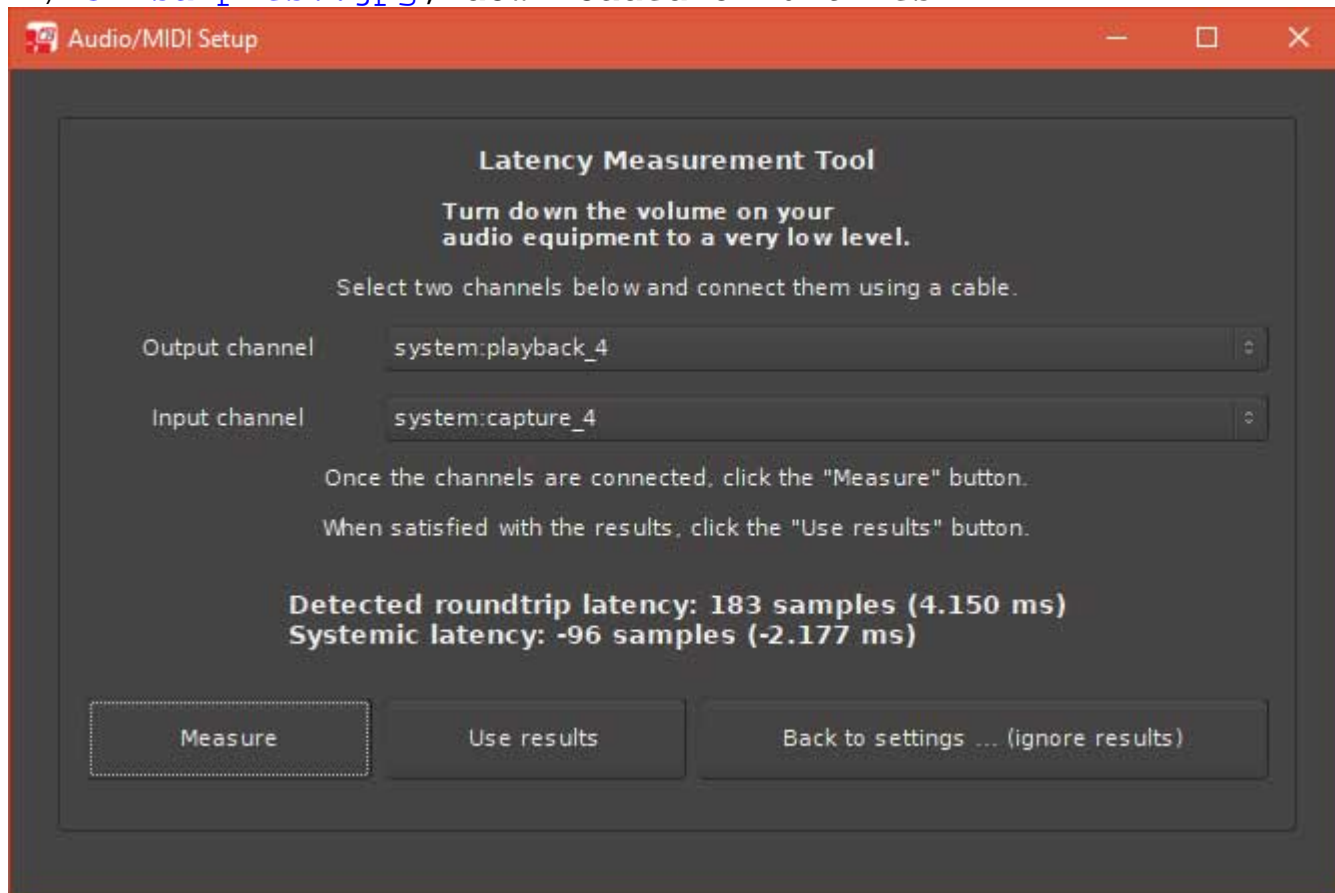 Audio/MIDI Setup
Latency Measurement Tool
Turn down the volume on your
audio equipment to a very low level.
Select two channels below and connect them using a cable.
Output channel system:playback_4
Input channel system:capture_4
Once the channels are connected, click the "Measure" button.
When satisfied with the results, click the "Use results" button.
Detected roundtrip latency: 183 samples (4.150 ms)
Systemic latency: -96 samples (-2.177 ms)
Measure Use results Back to settings ... (ignore results)